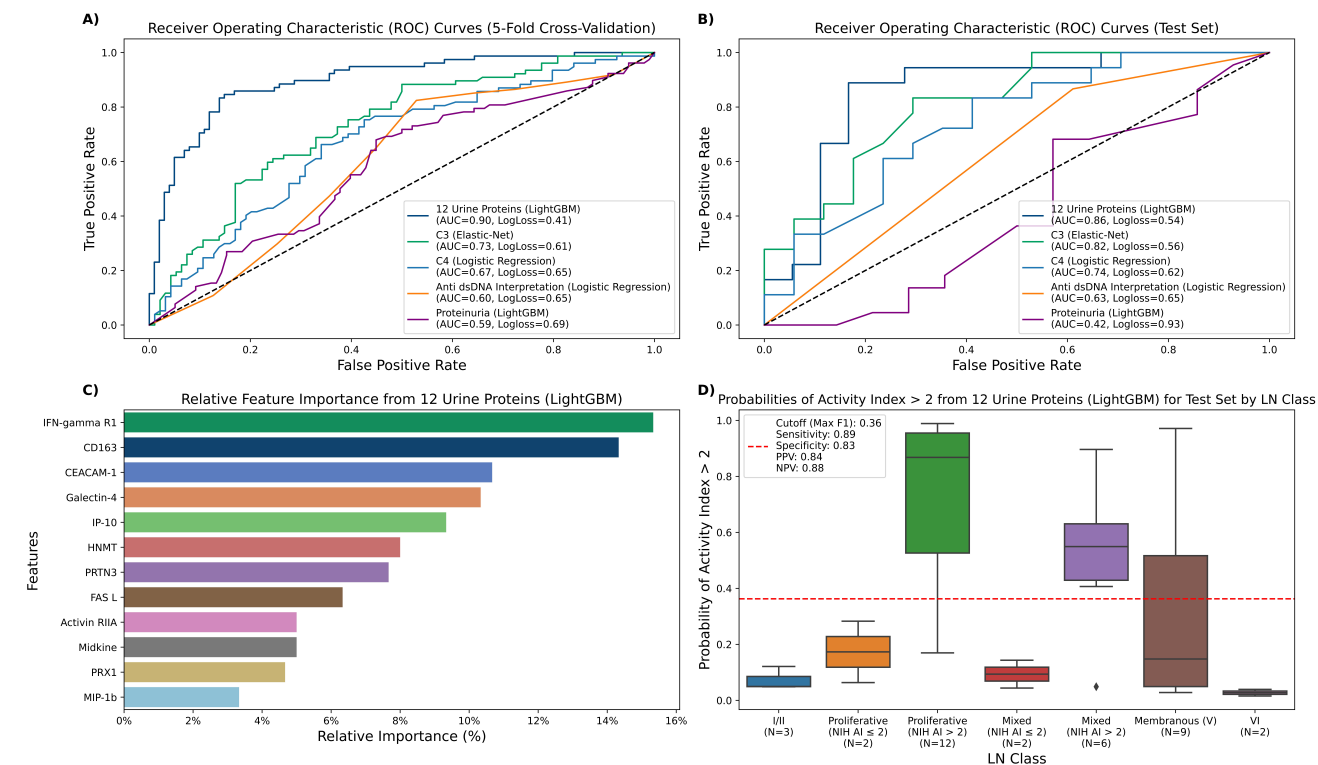 A)
Receiver Operating Characteristic (ROC) Curves (5-Fold Cross-Validation)
True Positive Rate
1.0
0.8
0.6
0.4
0.2
0.0
12 Urine Proteins (LightGBM)
(AUC=0.90, LogLoss=0.41)
C3 (Elastic-Net)
(AUC=0.73, LogLoss=0.61)
C4 (Logistic Regression)
(AUC=0.67, LogLoss=0.65)
Anti dsDNA Interpretation (Logistic Regression)
(AUC=0.60, LogLoss=0.65)
Proteinuria (LightGBM)
(AUC=0.59, Logloss=0.69)
0.0 0.2 0.4 0.6 0.8 1.0
False Positive Rate
B)
Receiver Operating Characteristic (ROC) Curves (Test Set)
True Positive Rate
1.0
0.8
0.6
0.4
0.2
0.0
12 Urine Proteins (LightGBM)
(AUC=0.86, LogLoss=0.54)
C3 (Elastic-Net)
(AUC=0.82, LogLoss=0.56)
C4 (Logistic Regression)
(AUC=0.74, LogLoss=0.62)
Anti dsDNA Interpretation (Logistic Regression)
(AUC=0.63, LogLoss=0.65)
Proteinuria (LightGBM)
(AUC=0.42, Logloss=0.93)
0.0 0.2 0.4 0.6 0.8 1.0
False Positive Rate
C)
Relative Feature Importance from 12 Urine Proteins (LightGBM)
Features
IFN-gamma R1
CD163
CEACAM-1
Galectin-4
IP-10
HNMT
PRTN3
FAS L
Activin RIIA
Midkine
PRX1
MIP-1b
0% 2% 4% 6% 8% 10% 12% 14% 16%
Relative Importance (%)
D)
Probabilities of Activity Index > 2 from 12 Urine Proteins (LightGBM) for Test Set by LN Class
Probability of Activity Index > 2
1.0
0.8
0.6
0.4
0.2
0.0
Cutoff (Max F1): 0.36
Sensitivity: 0.89
Specificity: 0.83
PPV: 0.84
NPV: 0.88
I/II Proliferative Proliferative Mixed Mixed Membranous (V) VI
(N=3) (NIH AI ≤ 2) (NIH AI > 2) (NIH AI ≤ 2) (NIH AI > 2) (N=9) (N=2)
(N=2) (N=12) (N=2) (N=6)
LN Class